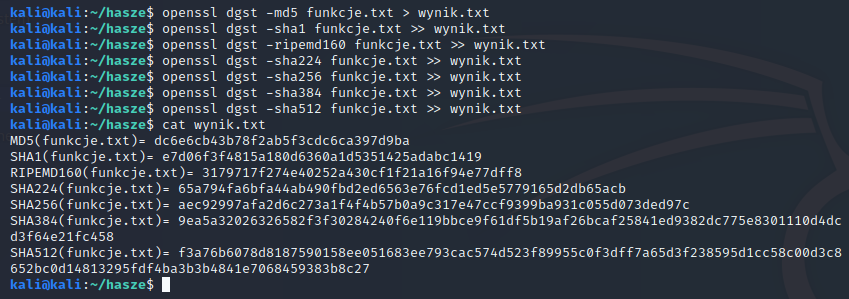 kali@kali:~/hasze$ openssl dgst -md5 funkcje.txt > wynik.txt
kali@kali:~/hasze$ openssl dgst -sha1 funkcje.txt >> wynik.txt
kali@kali:~/hasze$ openssl dgst -ripemd160 funkcje.txt >> wynik.txt
kali@kali:~/hasze$ openssl dgst -sha224 funkcje.txt >> wynik.txt
kali@kali:~/hasze$ openssl dgst -sha256 funkcje.txt >> wynik.txt
kali@kali:~/hasze$ openssl dgst -sha384 funkcje.txt >> wynik.txt
kali@kali:~/hasze$ openssl dgst -sha512 funkcje.txt >> wynik.txt
kali@kali:~/hasze$ cat wynik.txt
MD5(funkcje.txt)= dc6e6cb43b78f2ab5f3cdc6ca397d9ba
SHA1(funkcje.txt)= e7d06f3f4815a180d6360a1d5351425adabc1419
RIPEMD160(funkcje.txt)= 3179717f274e40252a430cf1f21a16f94e77dff8
SHA224(funkcje.txt)= 65a794fa6bfa44ab490fbd2ed6563e76fcd1ed5e5779165d2db65acb
SHA256(funkcje.txt)= aec92997afa2d6c273a1f4f4b57b0a9c317e47ccf9399ba931c055d073ded97c
SHA384(funkcje.txt)= 9ea5a32026326582f3f30284240f6e119bbce9f61df5b19af26bcaf25841ed9382dc775e8301110d4dc
d3f64e21fc458
SHA512(funkcje.txt)= f3a76b6078d8187590158ee051683ee793cac574d523f89955c0f3dff7a65d3f238595d1cc58c00d3c8
652bc0d14813295fdf4ba3b3b4841e7068459383b8c27
kali@kali:~/hasze$